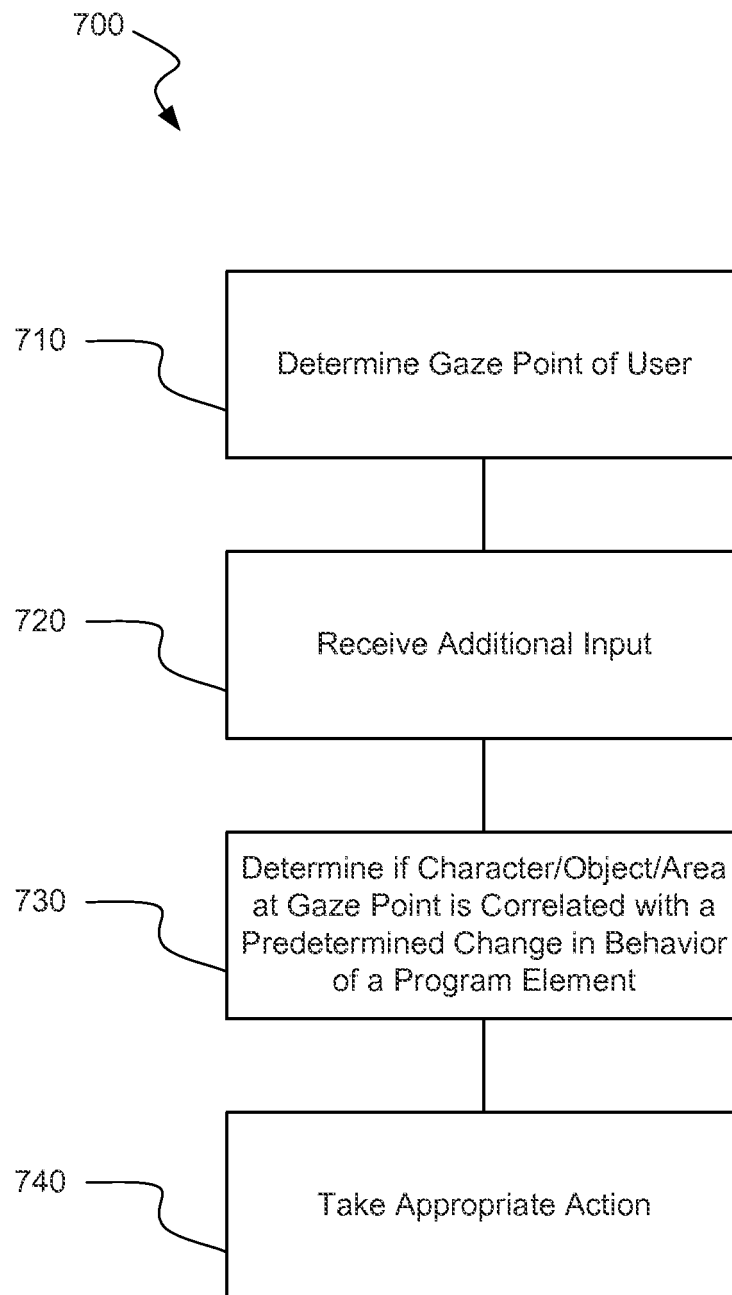 700
710
Determine Gaze Point of User
720
Receive Additional Input
730
Determine if Character/Object/Area
at Gaze Point is Correlated with a
Predetermined Change in Behavior
of a Program Element
740
Take Appropriate Action